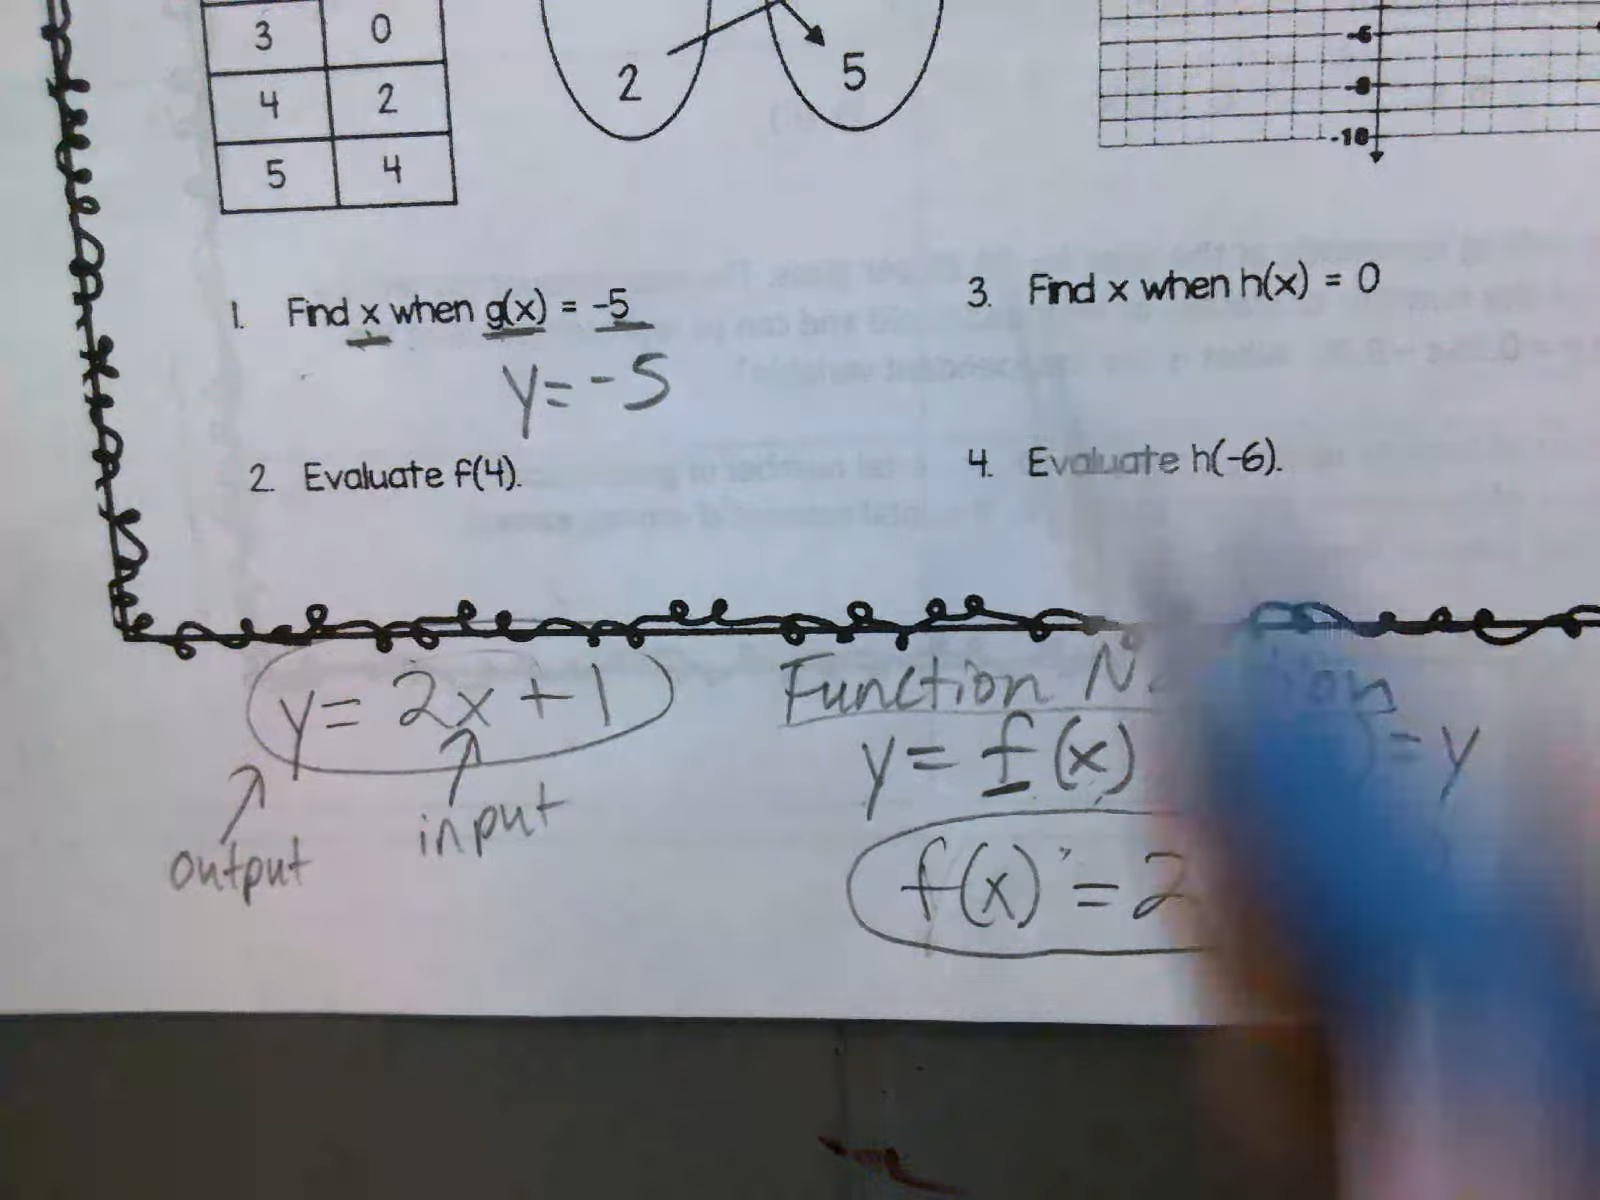 3 0
4 2
5 4
2 5
-6
-8
-10
1. Find x when g(x) = -5
y = -5
2. Evaluate f(4).
3. Find x when h(x) = 0
4. Evaluate h(-6).
y = 2x + 1
output
input
Function
y = f(x) = y
f(x) = 2